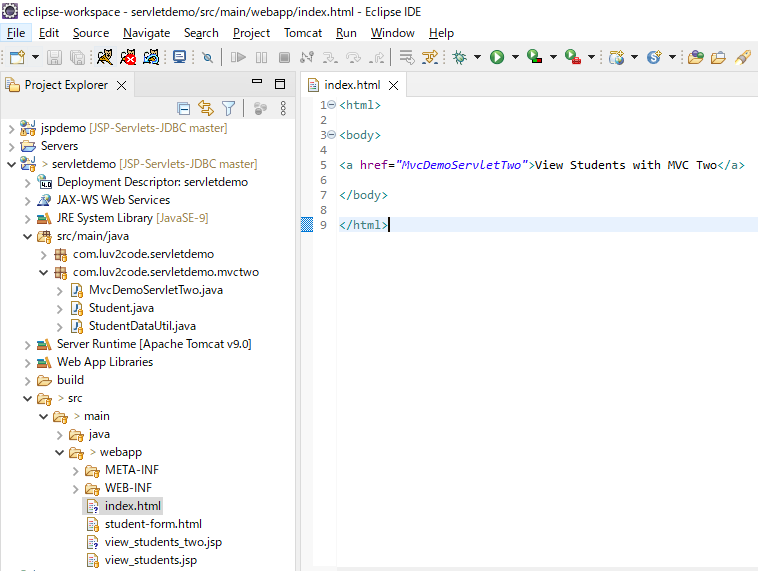 eclipse-workspace - servletdemo/src/main/webapp/index.html - Eclipse IDE
File Edit Source Navigate Search Project Tomcat Run Window Help
Project Explorer
jspdemo [JSP-Servlets-JDBC master]
Servers
> servletdemo [JSP-Servlets-JDBC master]
Deployment Descriptor: servletdemo
JAX-WS Web Services
JRE System Library [JavaSE-9]
src/main/java
com.luv2code.servletdemo
com.luv2code.servletdemo.mvctwo
MvcDemoServletTwo.java
Student.java
StudentDataUtil.java
Server Runtime [Apache Tomcat v9.0]
Web App Libraries
build
> src
> main
java
> webapp
META-INF
WEB-INF
index.html
student-form.html
view_students_two.jsp
view_students.jsp
index.html
1 <html>
2
3 <body>
4
5 <a href="MvcDemoServletTwo">View Students with MVC Two</a>
6
7 </body>
8
9 </html>